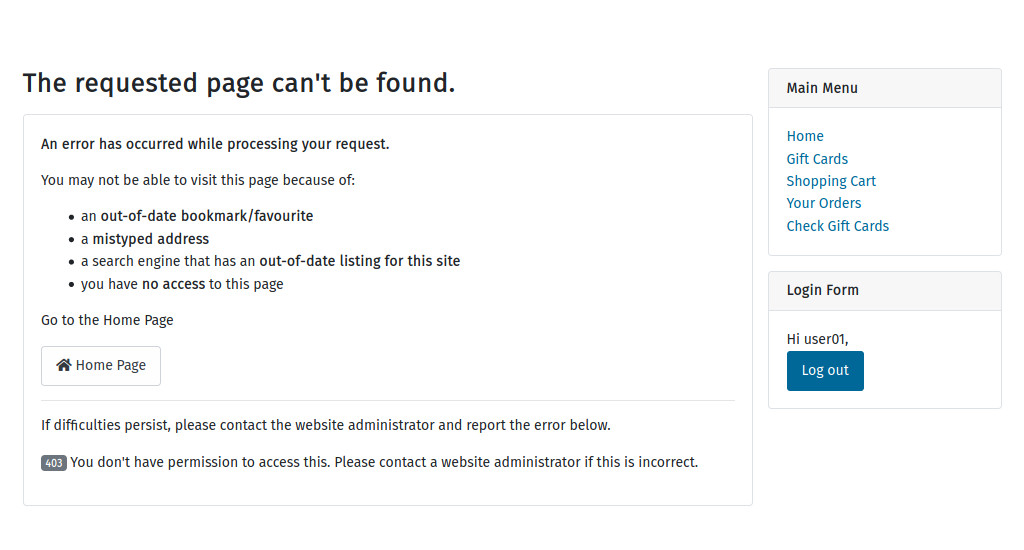 The requested page can't be found.
An error has occurred while processing your request.
You may not be able to visit this page because of:
• an out-of-date bookmark/favourite
• a mistyped address
• a search engine that has an out-of-date listing for this site
• you have no access to this page
Go to the Home Page
Home Page
If difficulties persist, please contact the website administrator and report the error below.
403 You don't have permission to access this. Please contact a website administrator if this is incorrect.
Main Menu
Home
Gift Cards
Shopping Cart
Your Orders
Check Gift Cards
Login Form
Hi user01,
Log out